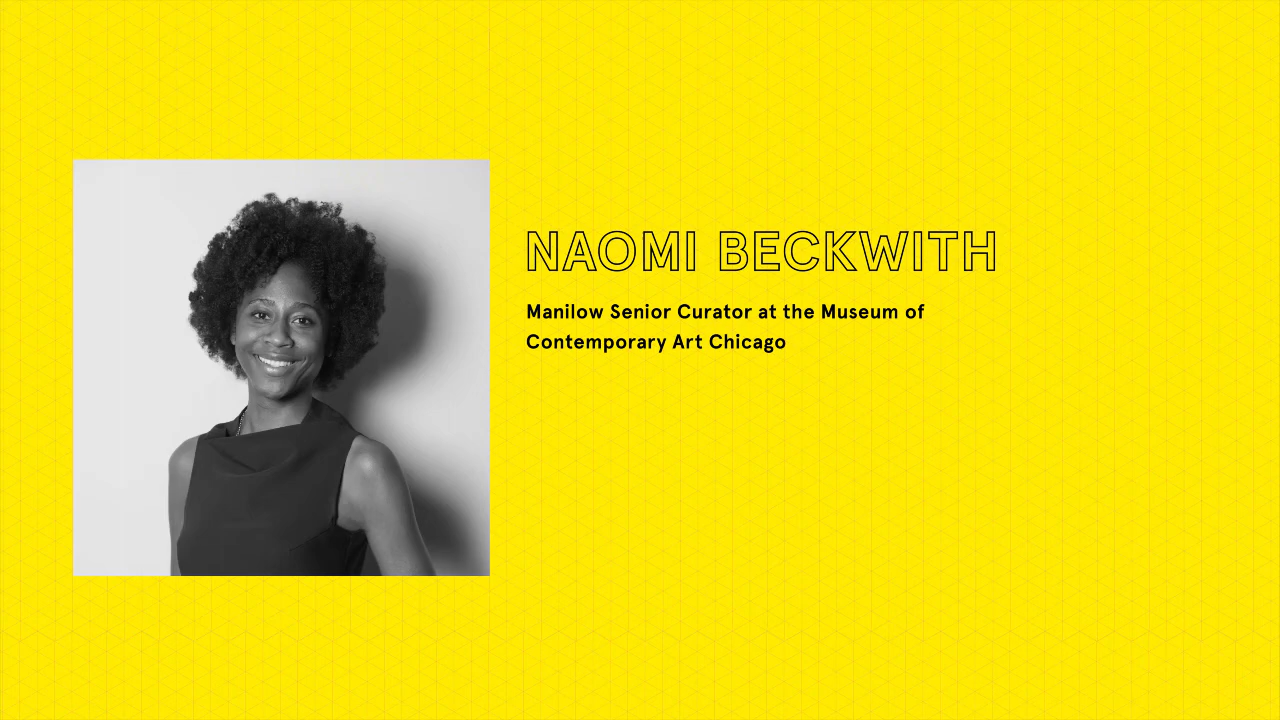 NAOMI BECKWITH
Manilow Senior Curator at the Museum of
Contemporary Art Chicago